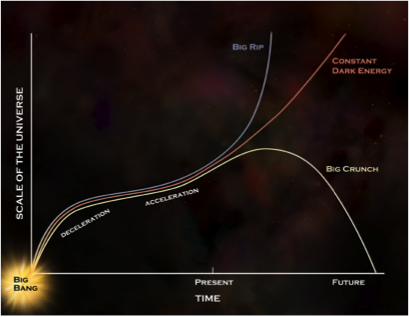 BIG RIP
CONSTANT
DARK ENERGY
SCALE OF THE UNIVERSE
BIG CRUNCH
DECELERATION
ACCELERATION
BIG
BANG
PRESENT
FUTURE
TIME